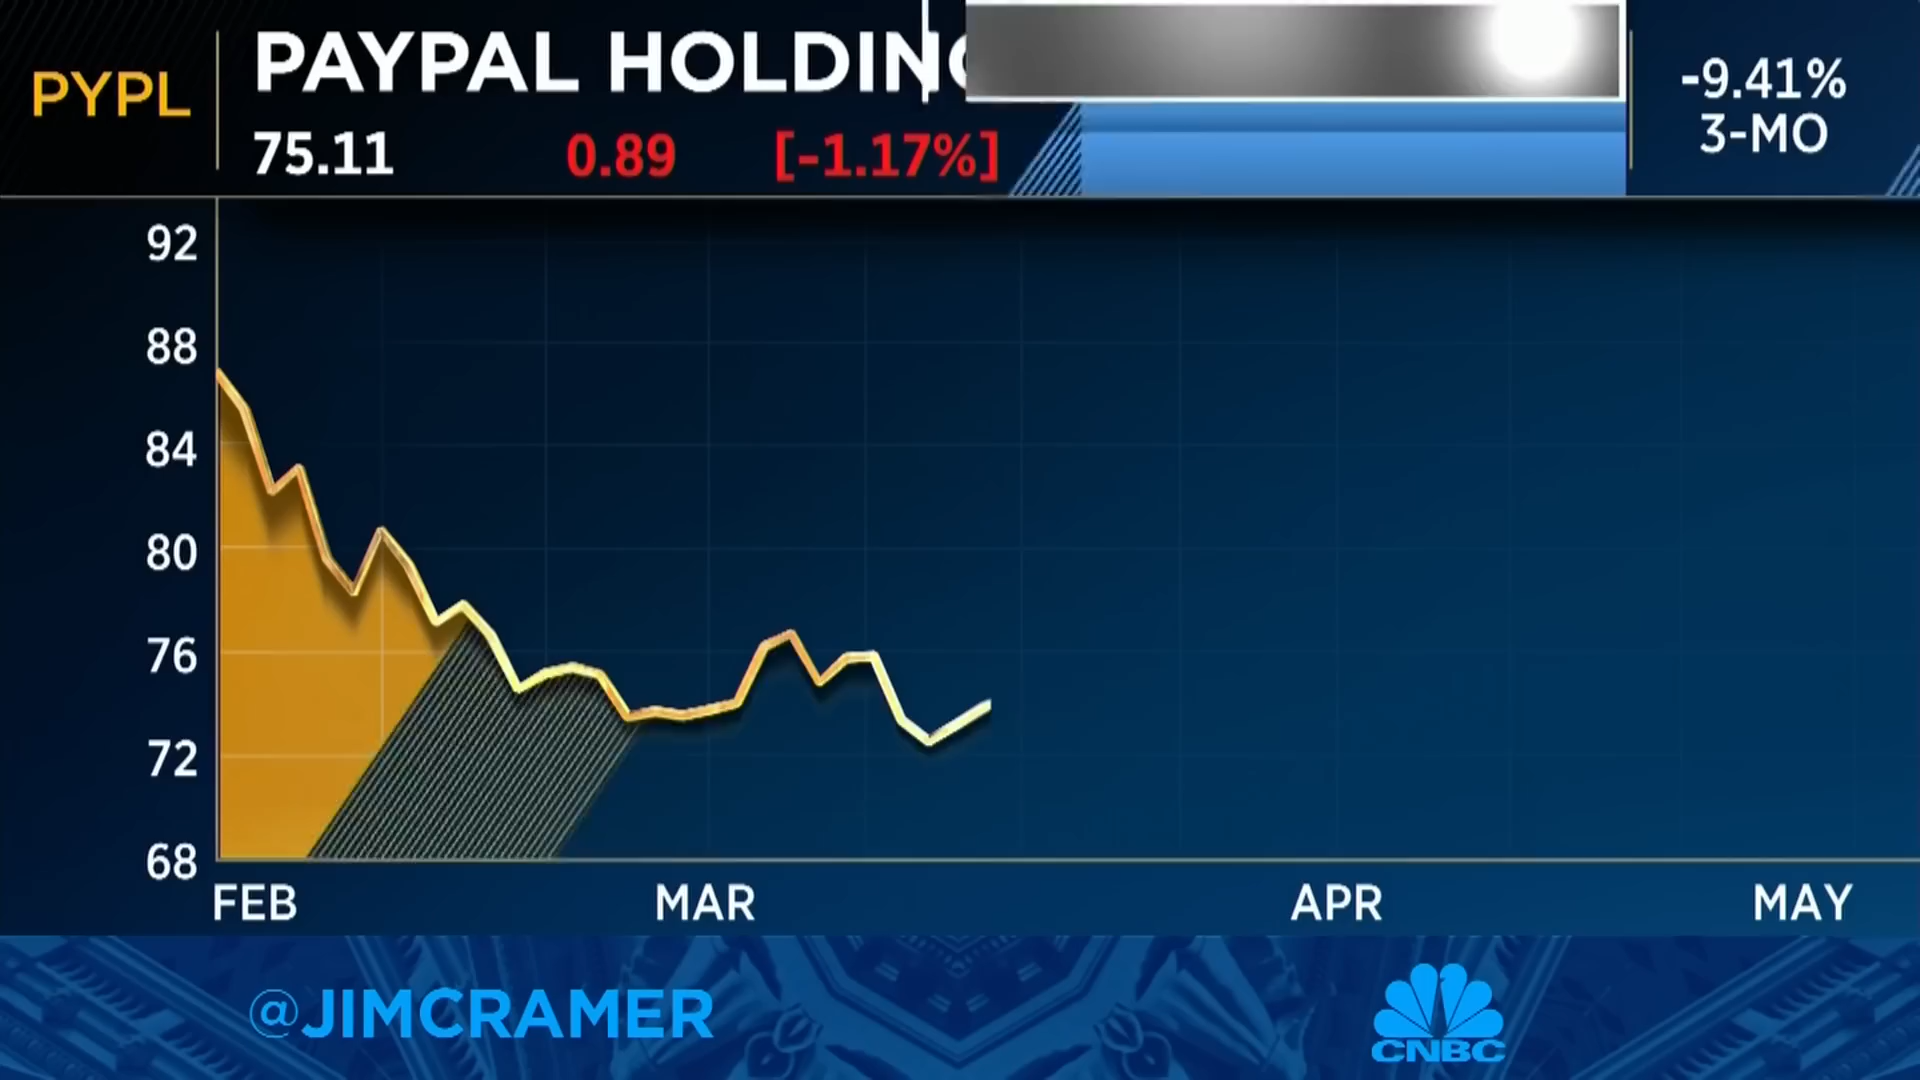 PYPL
PAYPAL HOLDING
75.11 0.89 [-1.17%]
-9.41%
3-MO
92
88
84
80
76
72
68
FEB MAR APR MAY
@JIMCRAMER
CNBC